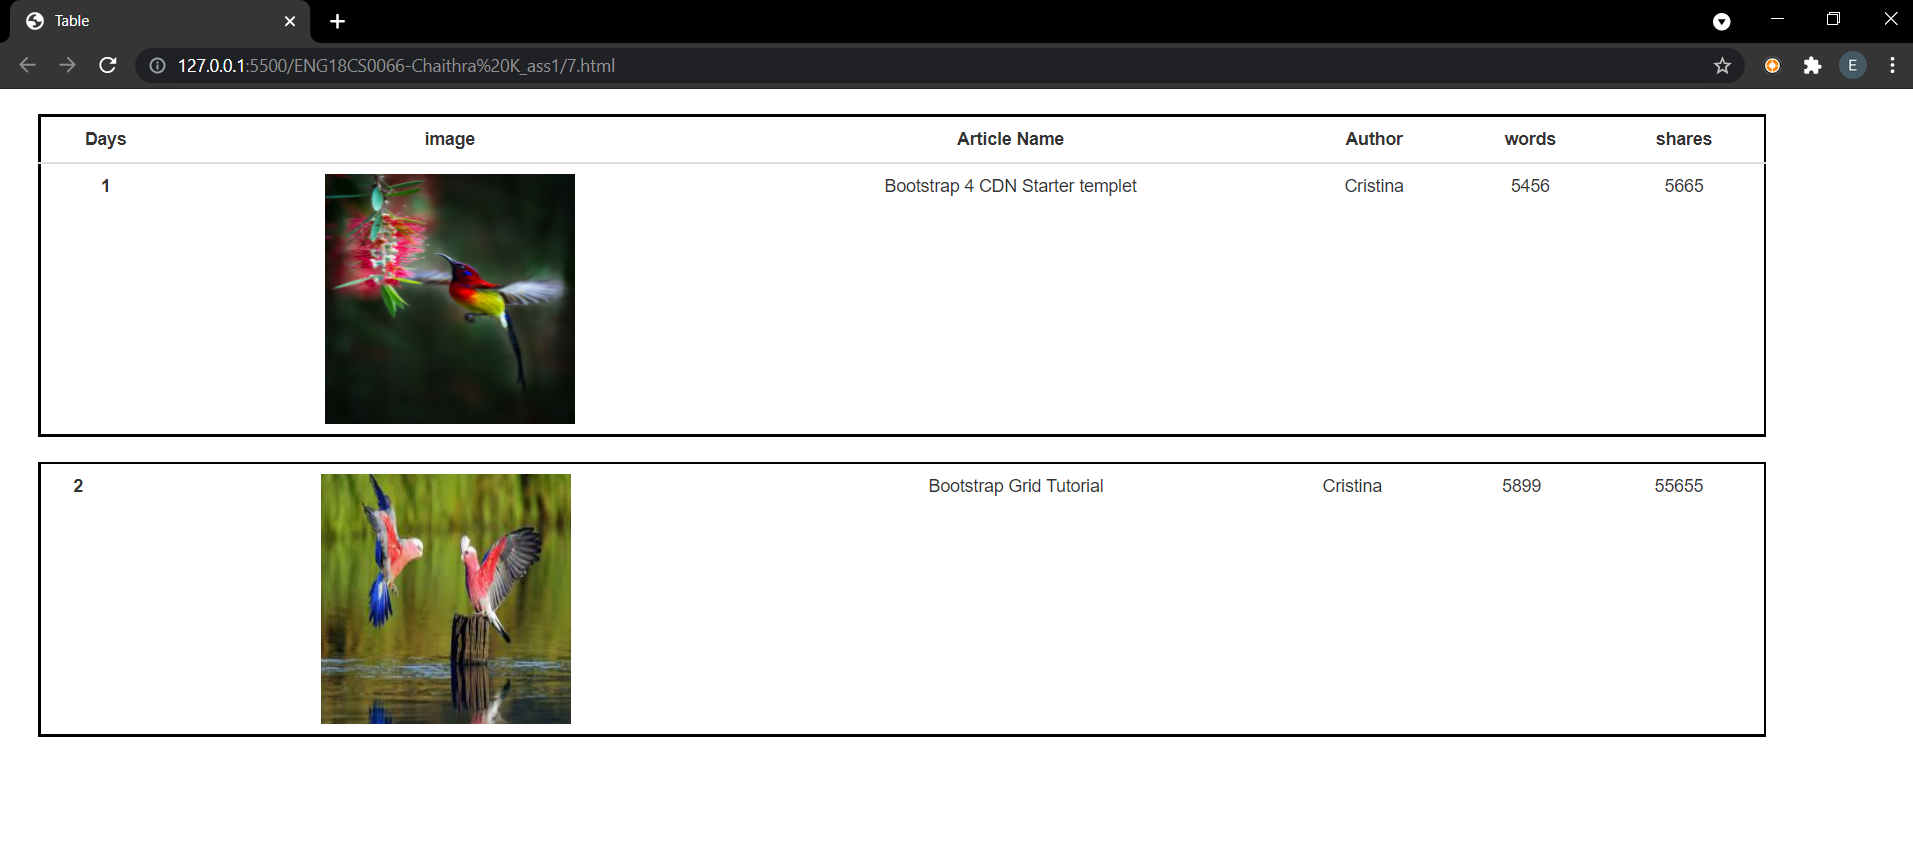 Table
127.0.0.1:5500/ENG18CS0066-Chaithra%20K_ass1/7.html
E
Days image Article Name Author words shares
1 Bootstrap 4 CDN Starter templet Cristina 5456 5665
2 Bootstrap Grid Tutorial Cristina 5899 55655